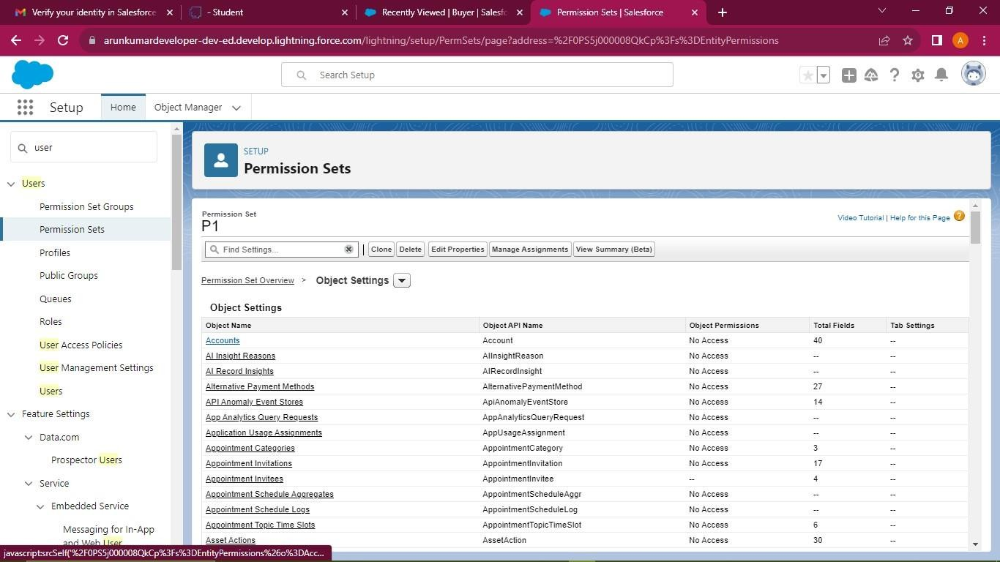 Verify your identity in Salesforce
- Student
Recently Viewed | Buyer | Salesf
Permission Sets | Salesforce
arunkumardeveloper-dev-ed.develop.lightning.force.com/lightning/setup/PermSets/page?address=%2F0PS5j000008QkCp%3Fs%3DEntityPermissions
A
Search Setup
Setup
Home
Object Manager
user
Users
Permission Set Groups
Permission Sets
Profiles
Public Groups
Queues
Roles
User Access Policies
User Management Settings
Users
Feature Settings
Data.com
Prospector Users
Service
Embedded Service
Messaging for In-App
and Web User
SETUP
Permission Sets
Permission Set
P1
Video Tutorial | Help for this Page
Find Settings...
Clone Delete Edit Properties Manage Assignments View Summary (Beta)
Permission Set Overview > Object Settings
Object Settings
Object Name Object API Name Object Permissions Total Fields Tab Settings
Accounts Account No Access 40 --
AI Insight Reasons AIInsightReason No Access -- --
AI Record Insights AIRecordInsight No Access -- --
Alternative Payment Methods AlternativePaymentMethod No Access 27 --
API Anomaly Event Stores ApiAnomalyEventStore No Access 14 --
App Analytics Query Requests AppAnalyticsQueryRequest No Access -- --
Application Usage Assignments AppUsageAssignment No Access -- --
Appointment Categories AppointmentCategory No Access 3 --
Appointment Invitations AppointmentInvitation No Access 17 --
Appointment Invitees AppointmentInvitee -- 4 --
Appointment Schedule Aggregates AppointmentScheduleAggr No Access -- --
Appointment Schedule Logs AppointmentScheduleLog No Access -- --
Appointment Topic Time Slots AppointmentTopicTimeSlot No Access 6 --
Asset Actions AssetAction No Access 30 --
javascript:srcSelf('%2F0PS5j000008QkCp%3Fs%3DEntityPermissions%26o%3DAcc...